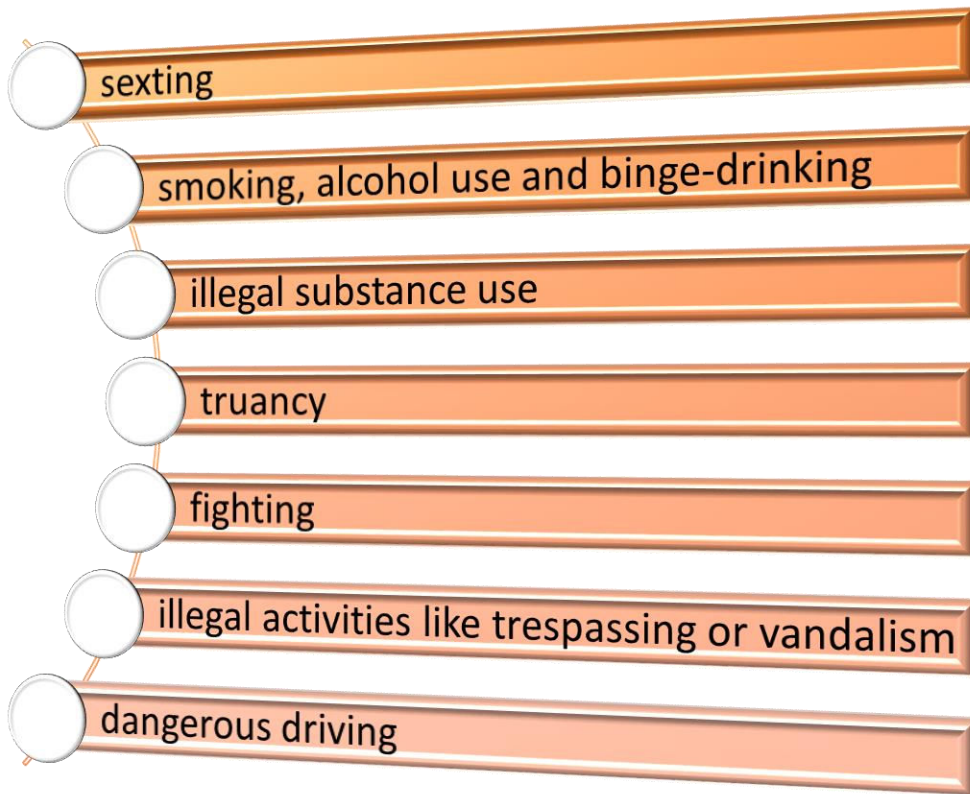 sexting
smoking, alcohol use and binge-drinking
illegal substance use
truancy
fighting
illegal activities like trespassing or vandalism
dangerous driving